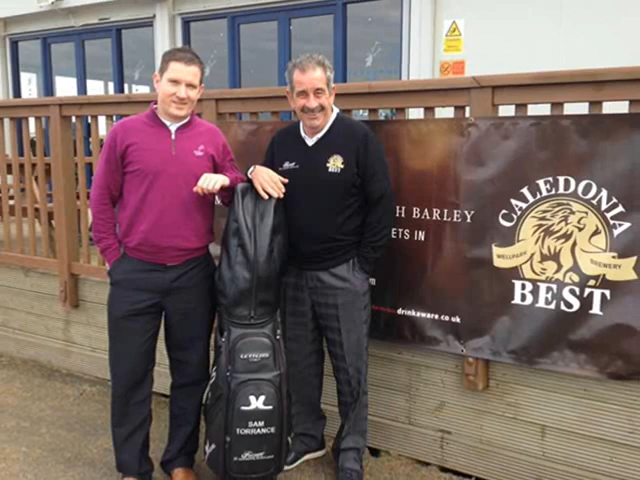 H BARLEY
ETS IN
drinkaware.co.uk
CALEDONIA
WELLPARK BREWERY
BEST
BEST
SAM
TORRANCE